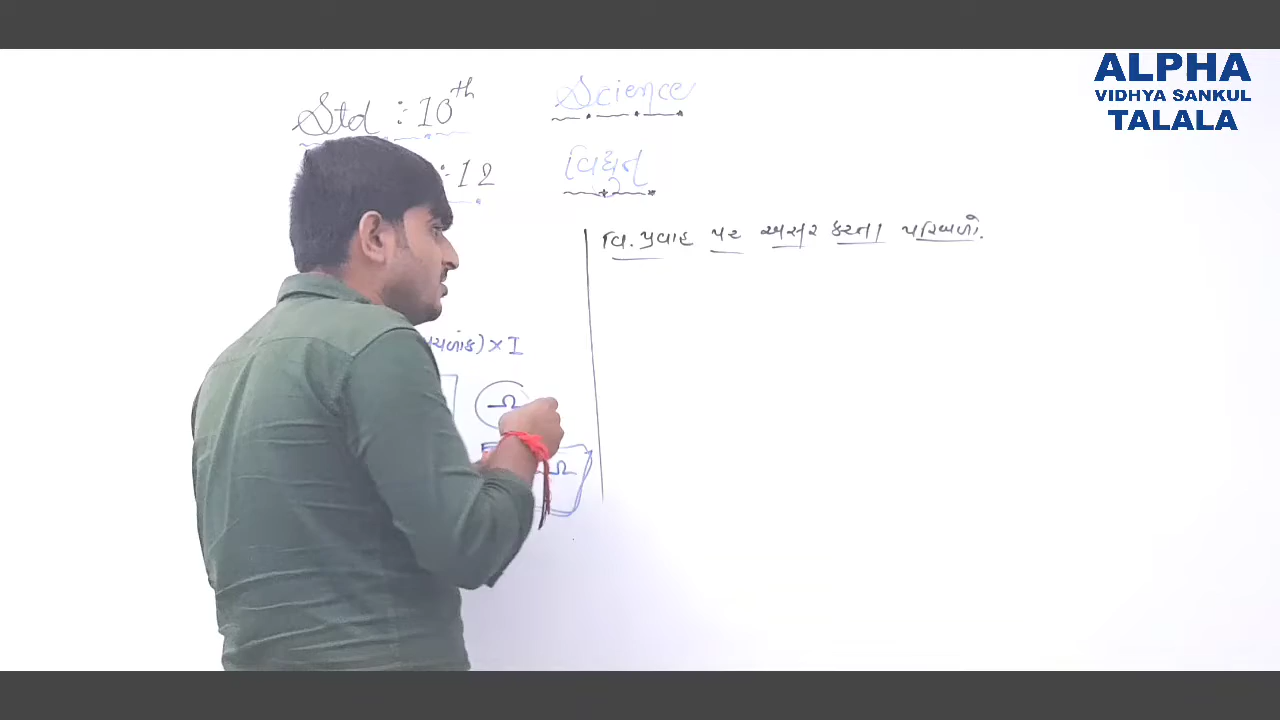 ALPHA
VIDHYA SANKUL
TALALA
Std : 10th
Science
: 12
વિદ્યુત
વિ. પ્રવાહ પર અસર કરતા પરિબળો.
) × I
Ω
Ω